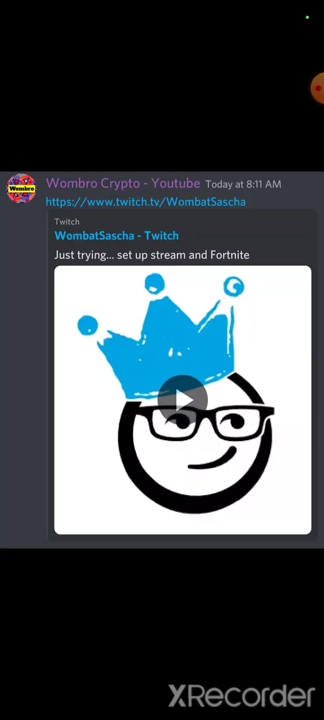 Wombro
Wombro Crypto - Youtube Today at 8:11 AM
https://www.twitch.tv/WombatSascha
Twitch
WombatSascha - Twitch
Just trying... set up stream and Fortnite
XRecorder